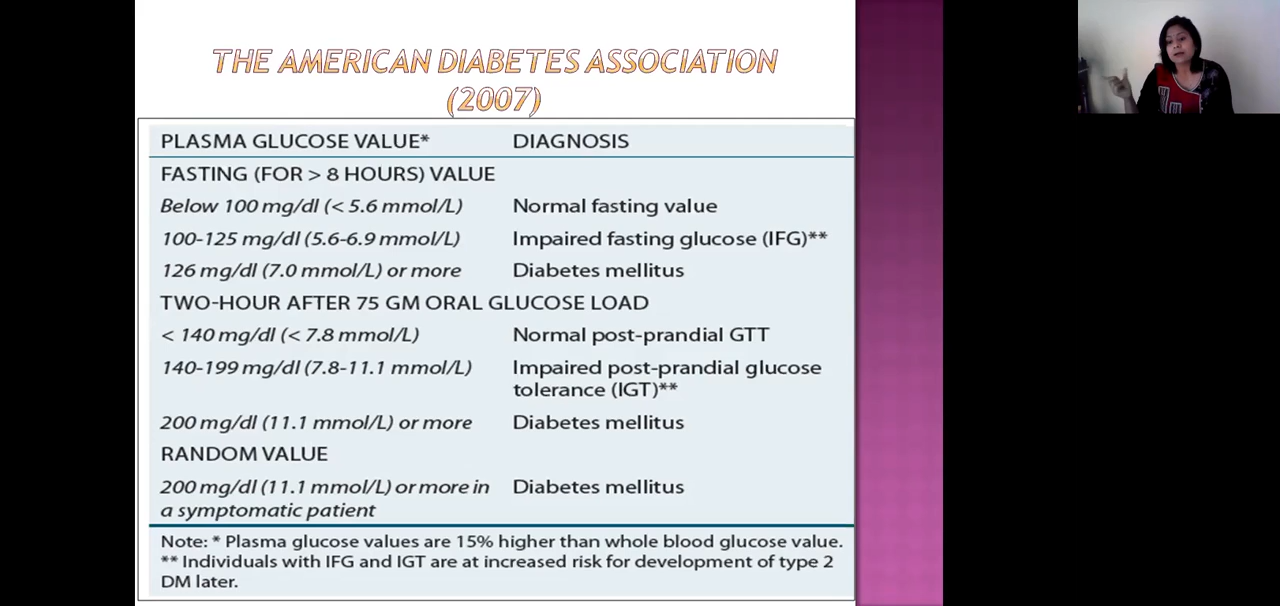 THE AMERICAN DIABETES ASSOCIATION
(2007)
PLASMA GLUCOSE VALUE* DIAGNOSIS
FASTING (FOR > 8 HOURS) VALUE
Below 100 mg/dl (< 5.6 mmol/L) Normal fasting value
100-125 mg/dl (5.6-6.9 mmol/L) Impaired fasting glucose (IFG)**
126 mg/dl (7.0 mmol/L) or more Diabetes mellitus
TWO-HOUR AFTER 75 GM ORAL GLUCOSE LOAD
< 140 mg/dl (< 7.8 mmol/L) Normal post-prandial GTT
140-199 mg/dl (7.8-11.1 mmol/L) Impaired post-prandial glucose
tolerance (IGT)**
200 mg/dl (11.1 mmol/L) or more Diabetes mellitus
RANDOM VALUE
200 mg/dl (11.1 mmol/L) or more in Diabetes mellitus
a symptomatic patient
Note: * Plasma glucose values are 15% higher than whole blood glucose value.
** Individuals with IFG and IGT are at increased risk for development of type 2
DM later.